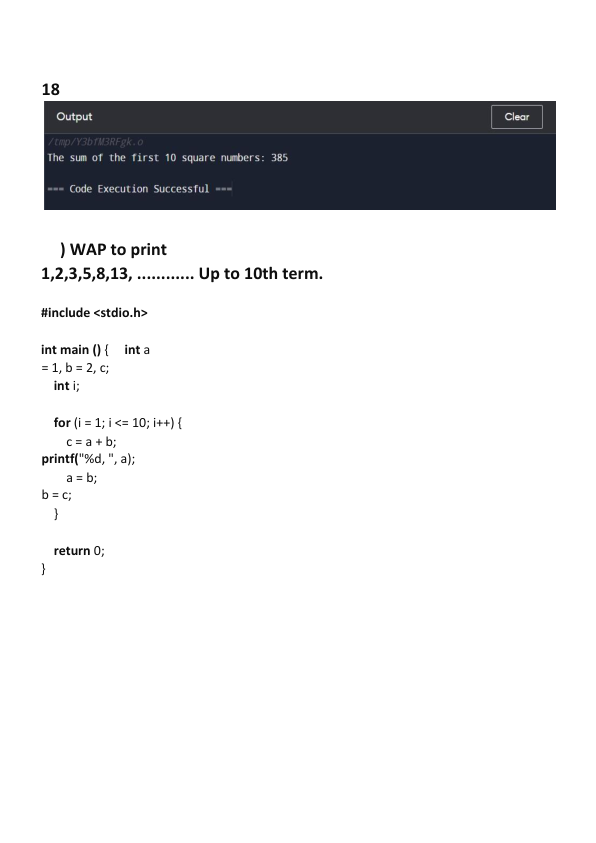 18
Output
Clear
/tmp/Y3bfM3RFgk.o
The sum of the first 10 square numbers: 385
=== Code Execution Successful ===
) WAP to print
1,2,3,5,8,13, ............ Up to 10th term.
#include <stdio.h>
int main () { int a
= 1, b = 2, c;
int i;
for (i = 1; i <= 10; i++) {
c = a + b;
printf("%d, ", a);
a = b;
b = c;
}
return 0;
}